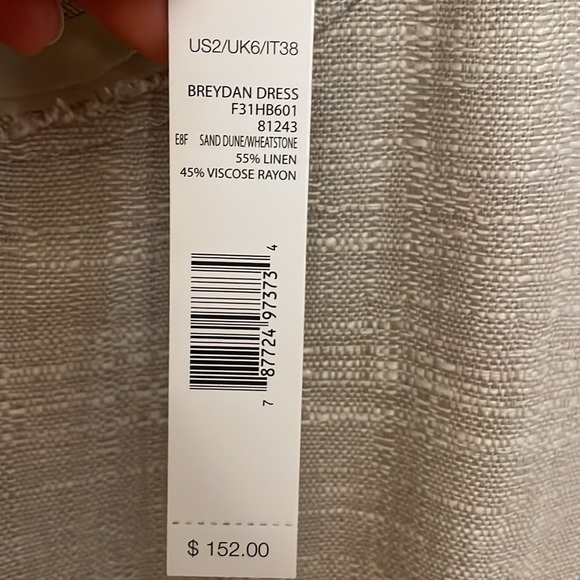 US2/UK6/IT38
BREYDAN DRESS
F31HB601
81243
E8F SAND DUNE/WHEATSTONE
55% LINEN
45% VISCOSE RAYON
7 87724 97373 4
$ 152.00